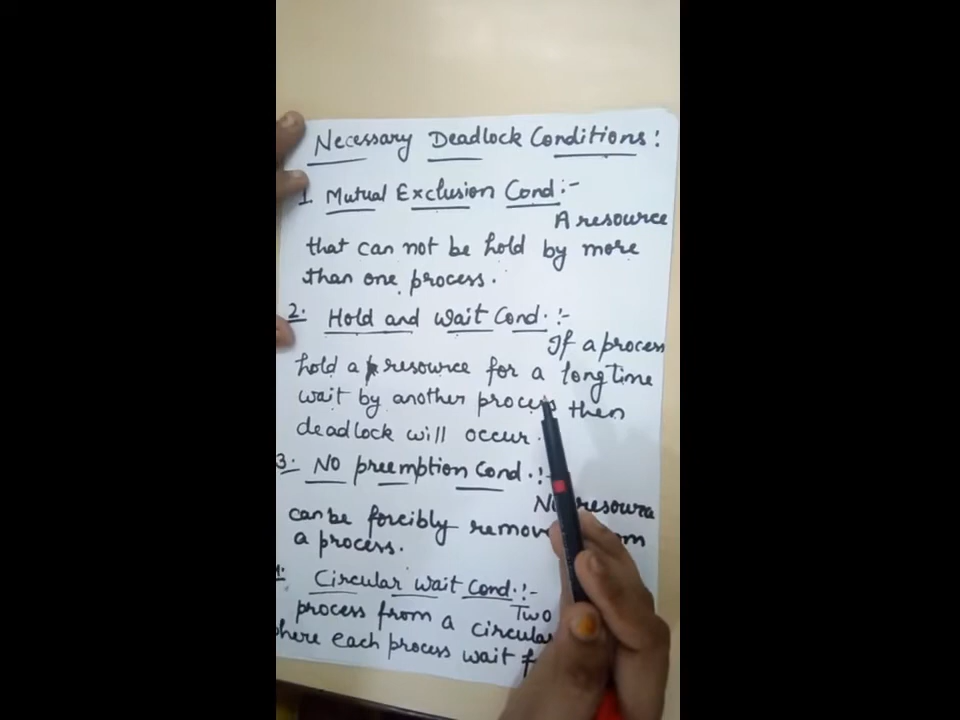 Necessary Deadlock Conditions:
1. Mutual Exclusion Cond:-
A resource
that can not be hold by more
than one process.
2. Hold and wait Cond.:-
If a process
hold a resource for a long time
wait by another process then
deadlock will occur.
3. NO preemption Cond.:-
resource
can be forcibly
a process.
Circular wait Cond.:-
Two
process from a circular
each process wait